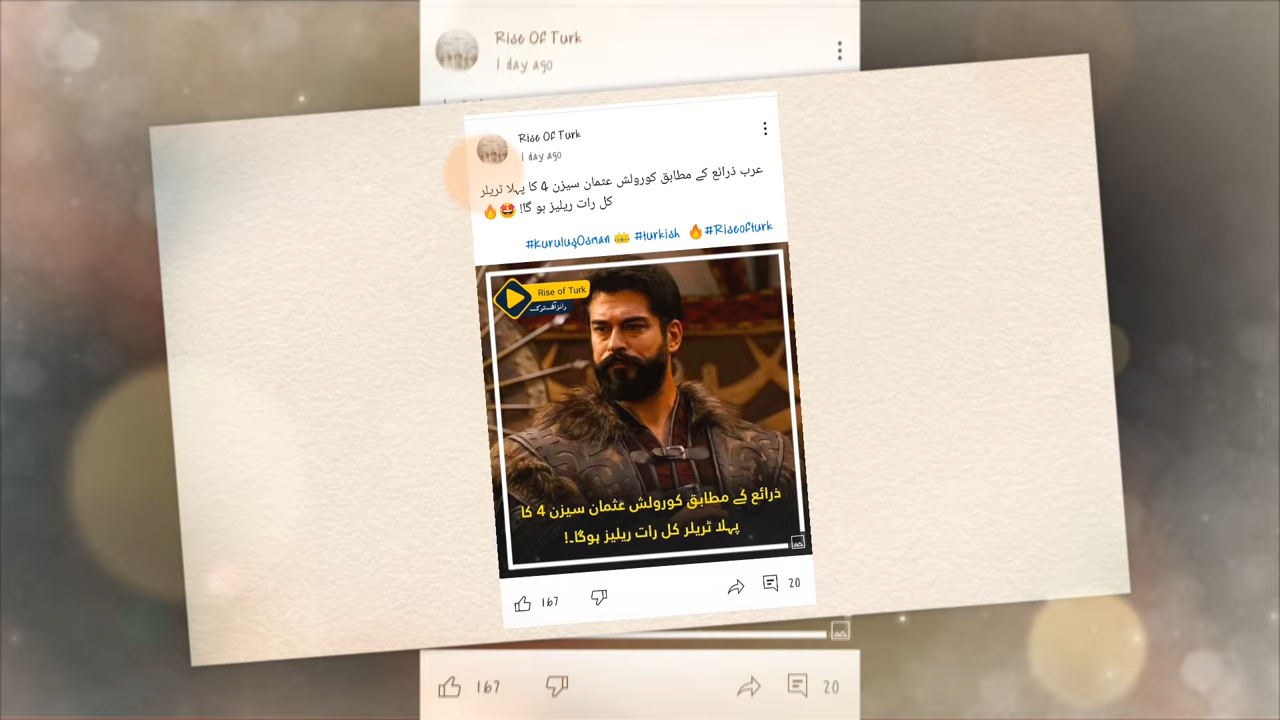 Rise Of Turk
1 day ago
Rise Of Turk
1 day ago
عرب ذرائع کے مطابق کورولش عثمان سیزن 4 کا پہلا ٹریلر
کل رات ریلیز ہو گا! 🤩🔥
#KuruluşOsman 👑 #turkish 🔥#Riseofturk
Rise of Turk
رائز آف ترک
ذرائع کے مطابق کورولش عثمان سیزن 4 کا
پہلا ٹریلر کل رات ریلیز ہوگا۔!
167
20
167
20